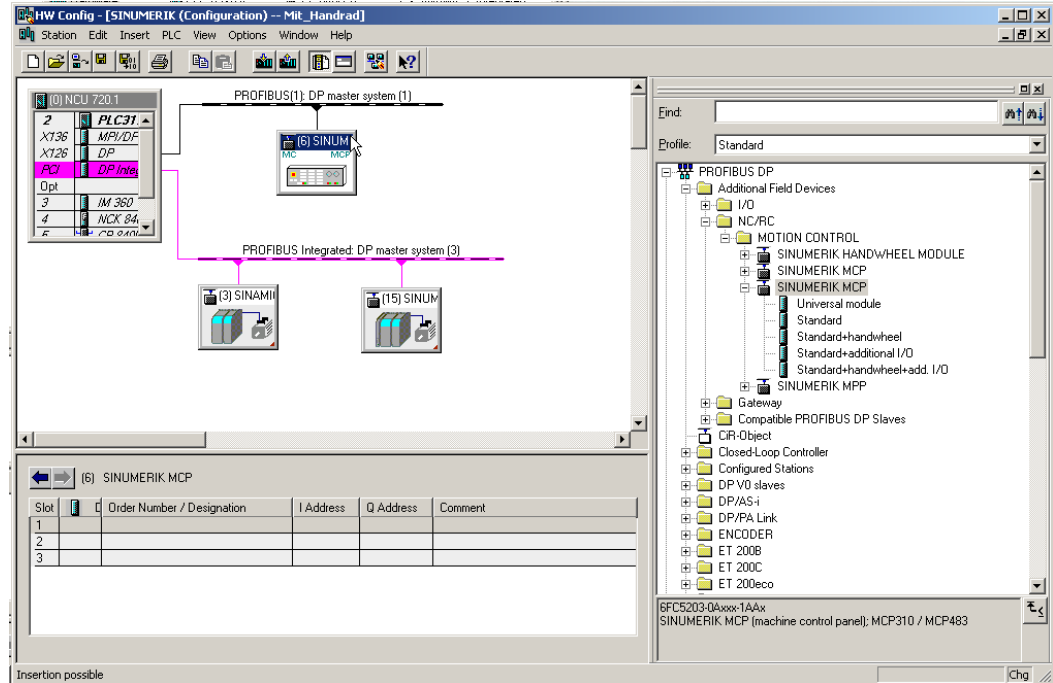 HW Config - [SINUMERIK (Configuration) -- Mit_Handrad]
Station Edit Insert PLC View Options Window Help
(0) NCU 720.1
2 PLC31
X136 MPI/DP
X126 DP
PCI DP Integ
Opt
3 IM 360
4 NCK 84
5 CP 840
PROFIBUS(1): DP master system (1)
(6) SINUM
MC MCP
PROFIBUS Integrated: DP master system (3)
(3) SINAMI
(15) SINUM
(6) SINUMERIK MCP
Slot D Order Number / Designation I Address Q Address Comment
1
2
3
Find:
Profile: Standard
PROFIBUS DP
Additional Field Devices
I/O
NC/RC
MOTION CONTROL
SINUMERIK HANDWHEEL MODULE
SINUMERIK MCP
SINUMERIK MCP
Universal module
Standard
Standard+handwheel
Standard+additional I/O
Standard+handwheel+add. I/O
SINUMERIK MPP
Gateway
Compatible PROFIBUS DP Slaves
CiR-Object
Closed-Loop Controller
Configured Stations
DP V0 slaves
DP/AS-i
DP/PA Link
ENCODER
ET 200B
ET 200C
ET 200eco
6FC5203-0Axxx-1AAx
SINUMERIK MCP (machine control panel); MCP310 / MCP483
Insertion possible
Chg